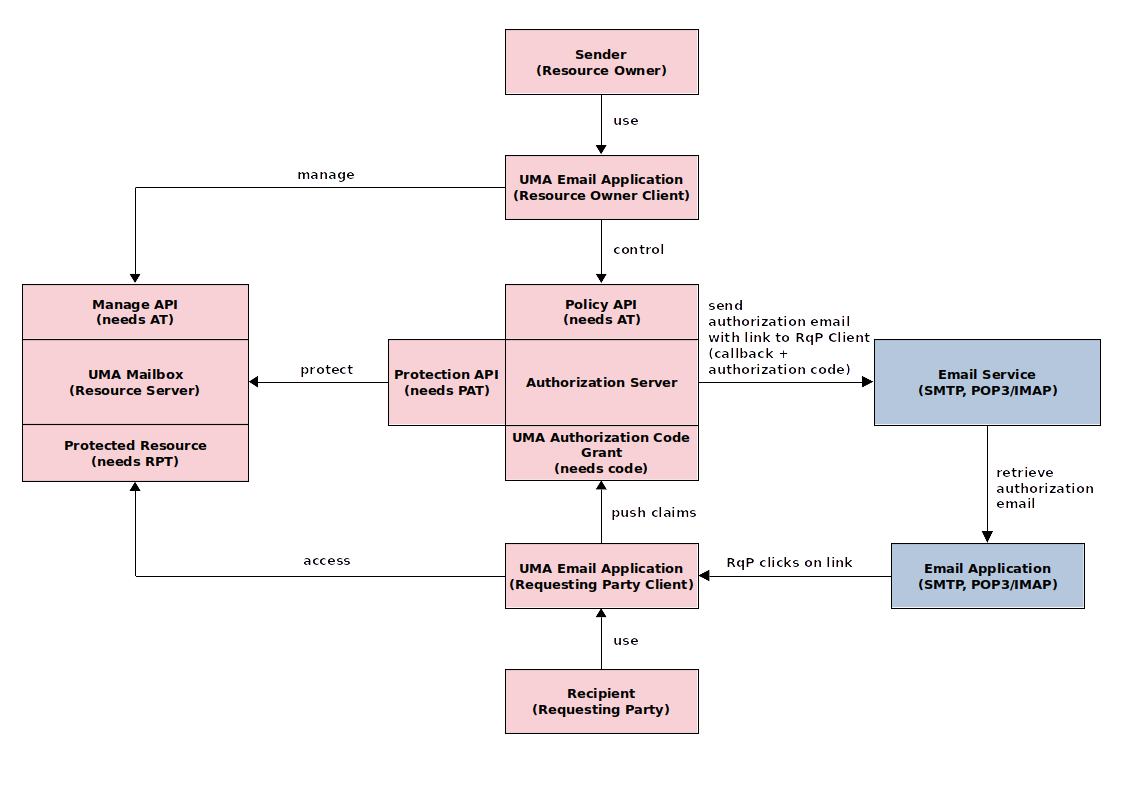 Sender
(Resource Owner)
use
UMA Email Application
(Resource Owner Client)
manage
control
Manage API
(needs AT)
Policy API
(needs AT)
send
authorization email
with link to RqP Client
(callback +
authorization code)
UMA Mailbox
(Resource Server)
protect
Protection API
(needs PAT)
Authorization Server
Email Service
(SMTP, POP3/IMAP)
Protected Resource
(needs RPT)
UMA Authorization Code
Grant
(needs code)
retrieve
authorization
email
push claims
access
UMA Email Application
(Requesting Party Client)
RqP clicks on link
Email Application
(SMTP, POP3/IMAP)
use
Recipient
(Requesting Party)